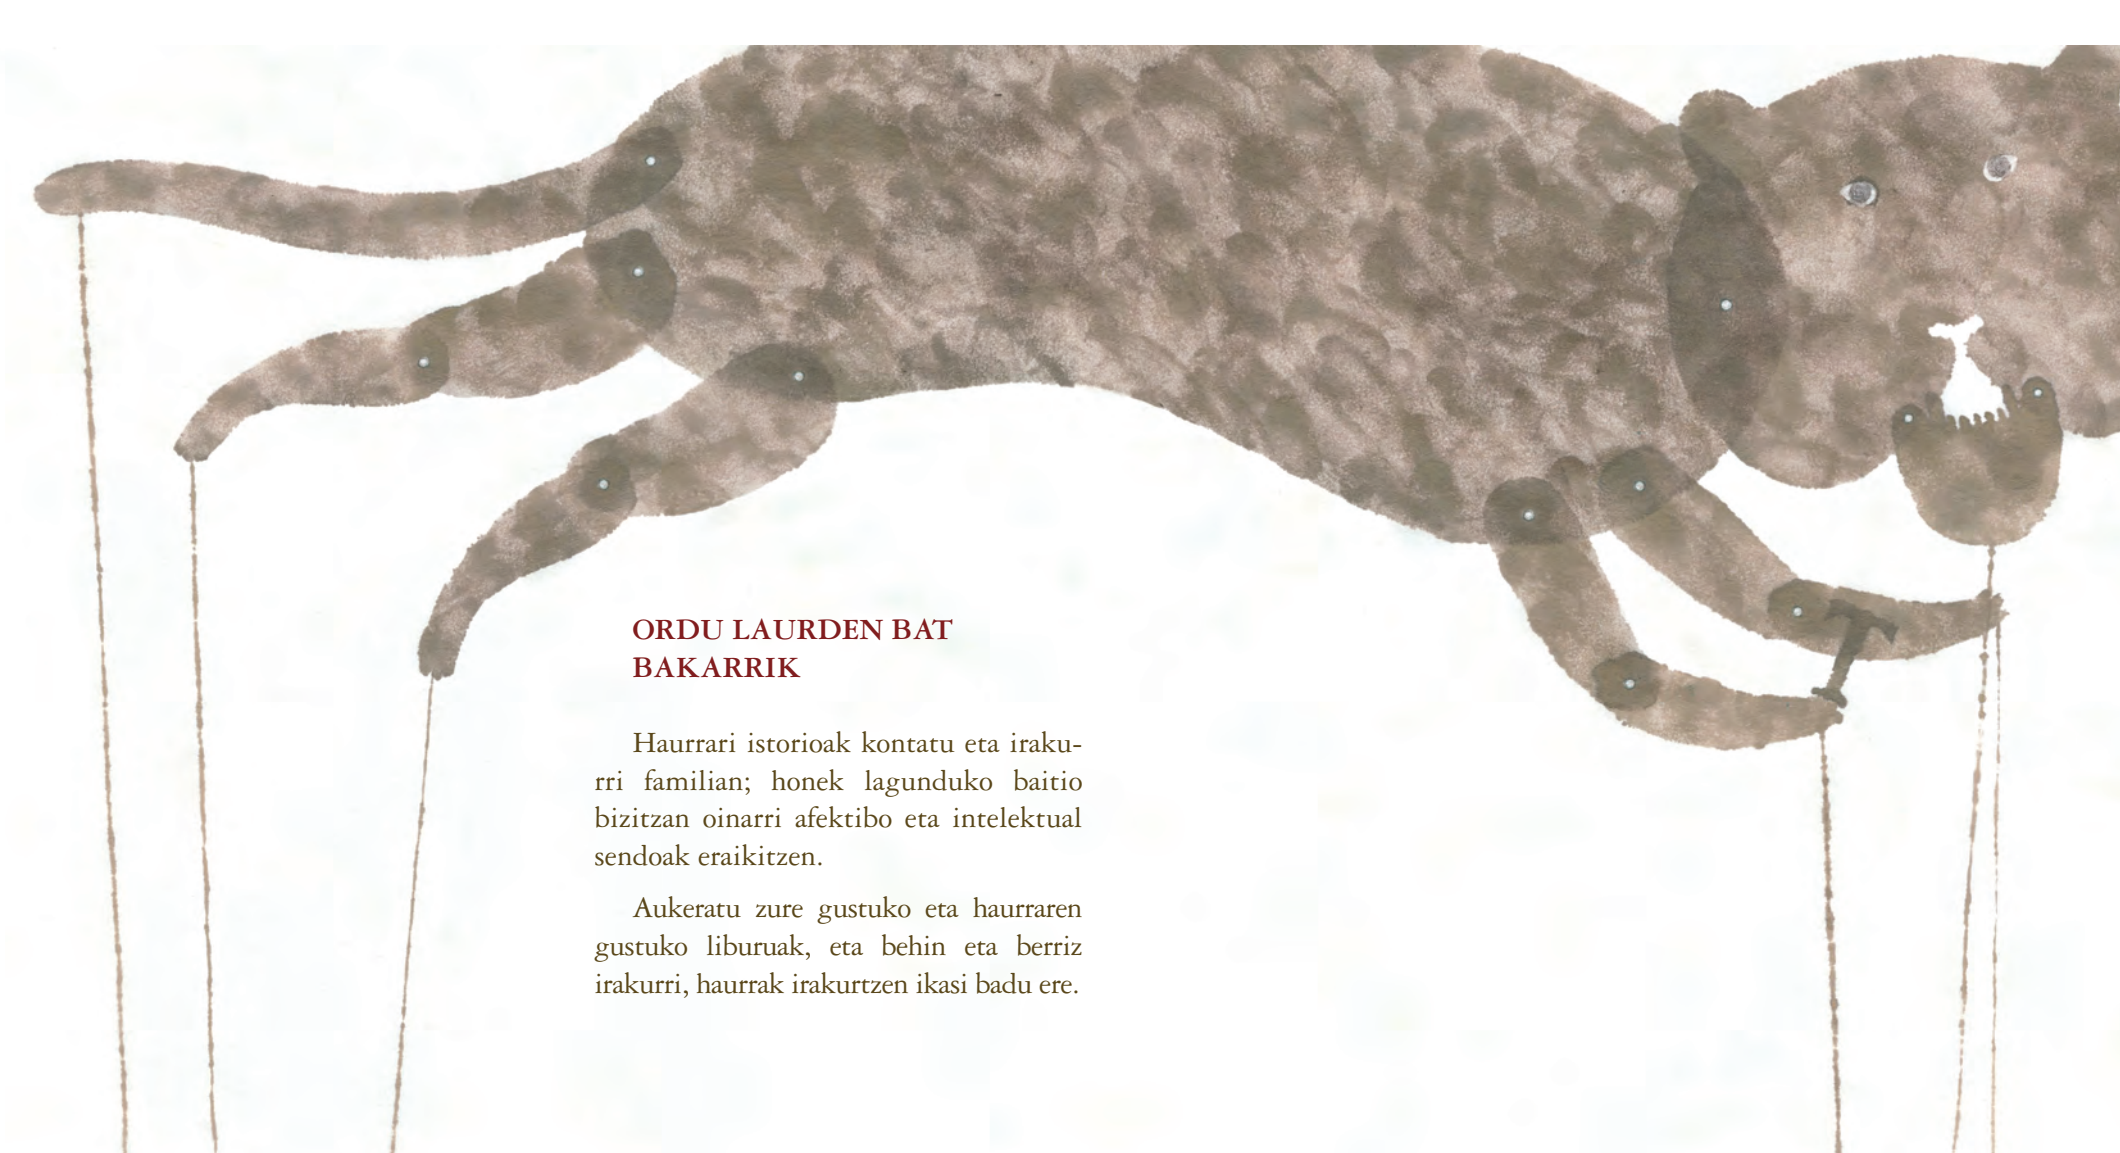 ORDU LAURDEN BAT
BAKARRIK
Haurrari istorioak kontatu eta iraku-
rri familian; honek lagunduko baitio
bizitzan oinarri afektibo eta intelektual
sendoak eraikitzen.
Aukeratu zure gustuko eta haurraren
gustuko liburuak, eta behin eta berriz
irakurri, haurrak irakurtzen ikasi badu ere.